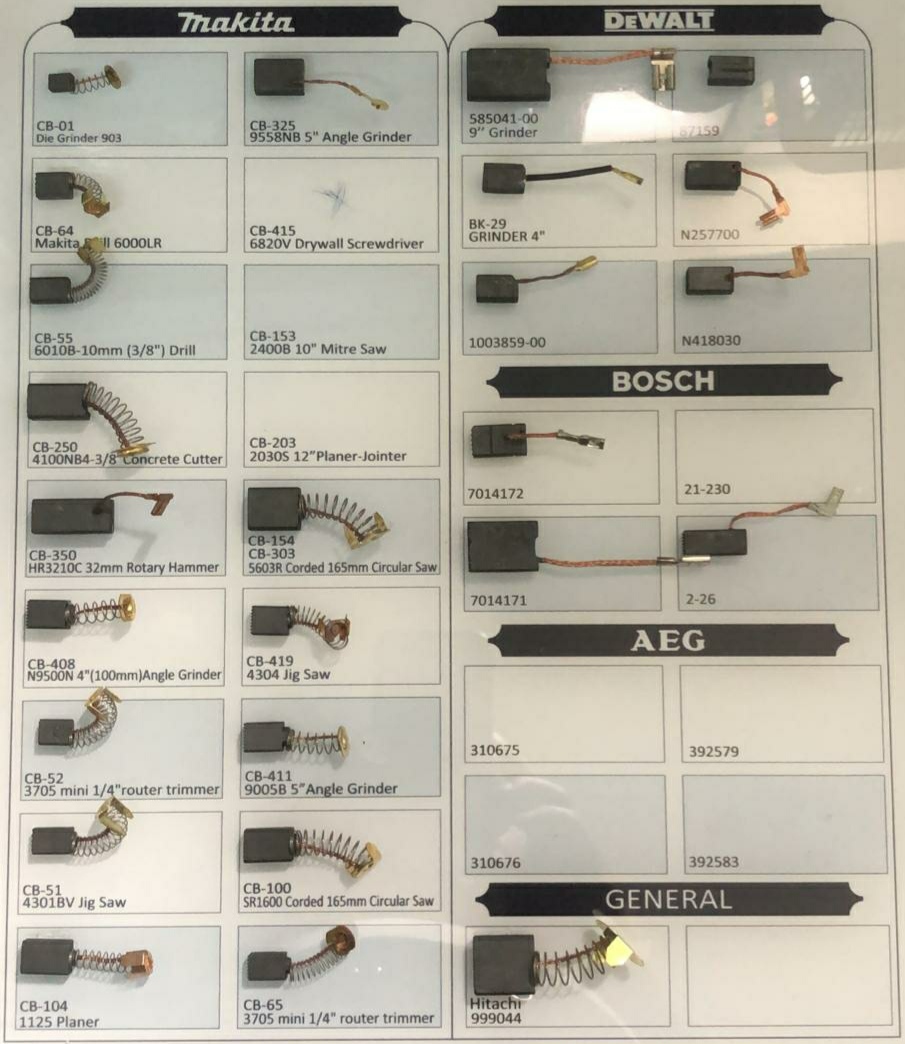 Makita
CB-01
Die Grinder 903
CB-325
9558NB 5" Angle Grinder
CB-64
Makita Drill 6000LR
CB-415
6820V Drywall Screwdriver
CB-55
6010B-10mm (3/8") Drill
CB-153
2400B 10" Mitre Saw
CB-250
4100NB4-3/8" Concrete Cutter
CB-203
2030S 12"Planer-Jointer
CB-350
HR3210C 32mm Rotary Hammer
CB-154
CB-303
5603R Corded 165mm Circular Saw
CB-408
N9500N 4"(100mm)Angle Grinder
CB-419
4304 Jig Saw
CB-52
3705 mini 1/4"router trimmer
CB-411
9005B 5"Angle Grinder
CB-51
4301BV Jig Saw
CB-100
SR1600 Corded 165mm Circular Saw
CB-104
1125 Planer
CB-65
3705 mini 1/4" router trimmer
DEWALT
585041-00
9'' Grinder
87159
BK-29
GRINDER 4"
N257700
1003859-00
N418030
BOSCH
7014172
21-230
7014171
2-26
AEG
310675
392579
310676
392583
GENERAL
Hitachi
999044